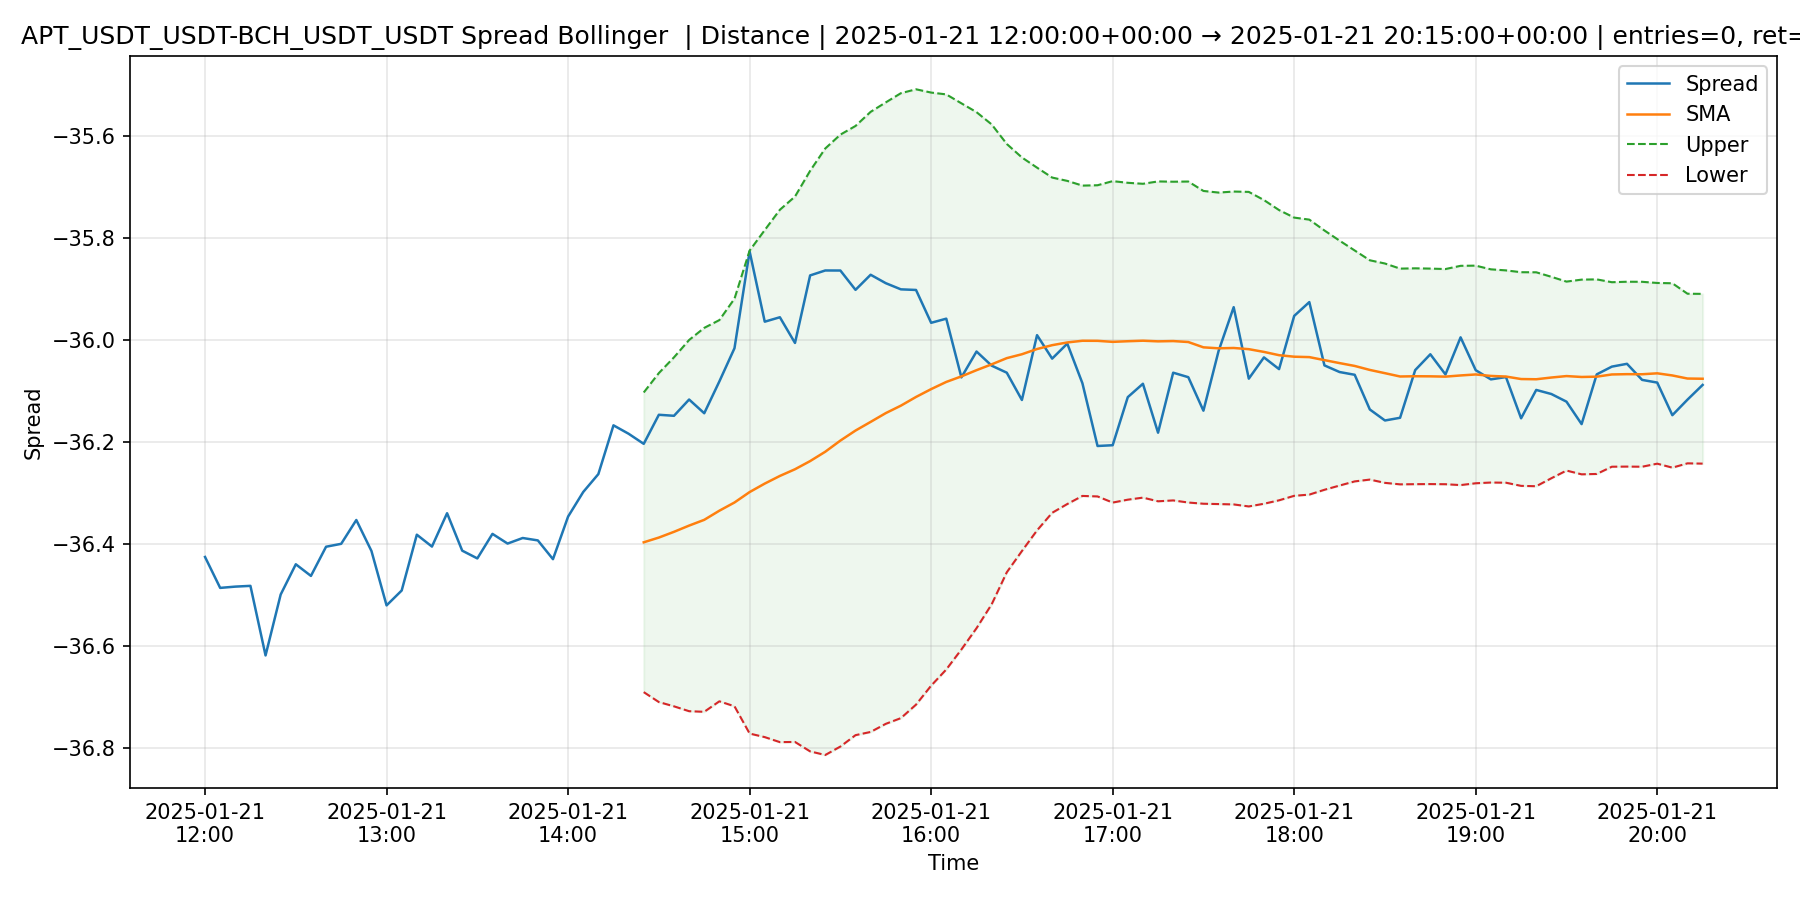 APT_USDT_USDT-BCH_USDT_USDT Spread Bollinger | Distance | 2025-01-21 12:00:00+00:00 → 2025-01-21 20:15:00+00:00 | entries=0, ret=
Spread
SMA
Upper
Lower
−35.6
−35.8
−36.0
−36.2
−36.4
−36.6
−36.8
Spread
2025-01-21 12:00
2025-01-21 13:00
2025-01-21 14:00
2025-01-21 15:00
2025-01-21 16:00
2025-01-21 17:00
2025-01-21 18:00
2025-01-21 19:00
2025-01-21 20:00
Time